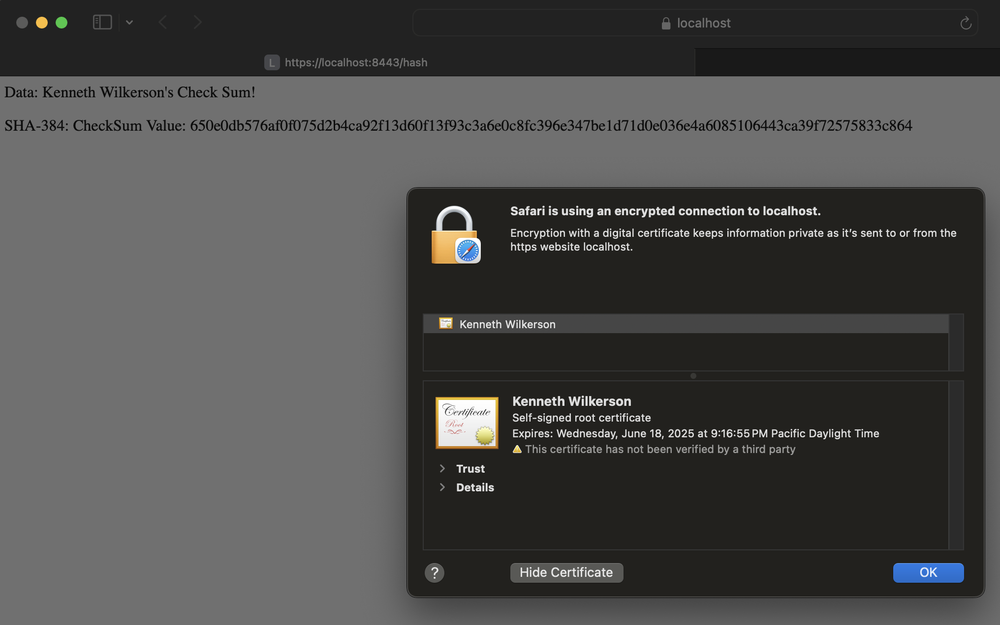 localhost
L https://localhost:8443/hash
Data: Kenneth Wilkerson's Check Sum!
SHA-384: CheckSum Value: 650e0db576af0f075d2b4ca92f13d60f13f93c3a6e0c8fc396e347be1d71d0e036e4a6085106443ca39f72575833c864
Safari is using an encrypted connection to localhost.
Encryption with a digital certificate keeps information private as it’s sent to or from the
https website localhost.
Kenneth Wilkerson
Certificate
Root
Kenneth Wilkerson
Self-signed root certificate
Expires: Wednesday, June 18, 2025 at 9:16:55 PM Pacific Daylight Time
This certificate has not been verified by a third party
Trust
Details
?
Hide Certificate
OK